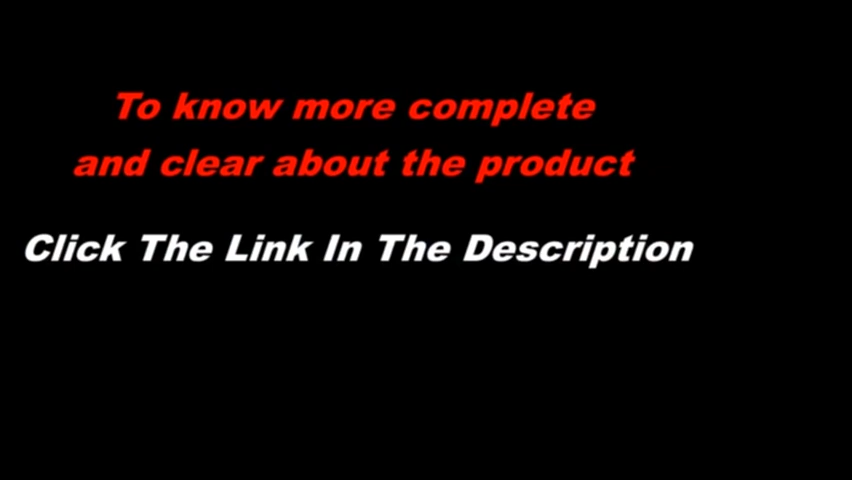 To know more complete
and clear about the product
Click The Link In The Description